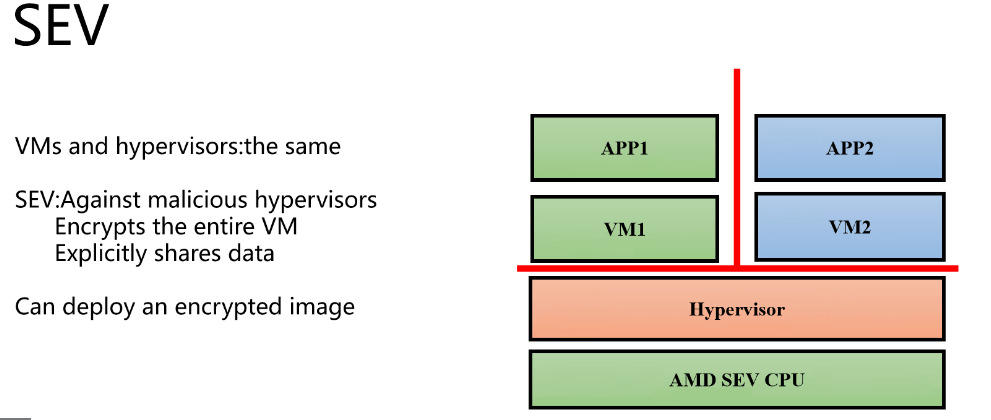 SEV
VMs and hypervisors:the same
SEV:Against malicious hypervisors
Encrypts the entire VM
Explicitly shares data
Can deploy an encrypted image
APP1
APP2
VM1
VM2
Hypervisor
AMD SEV CPU